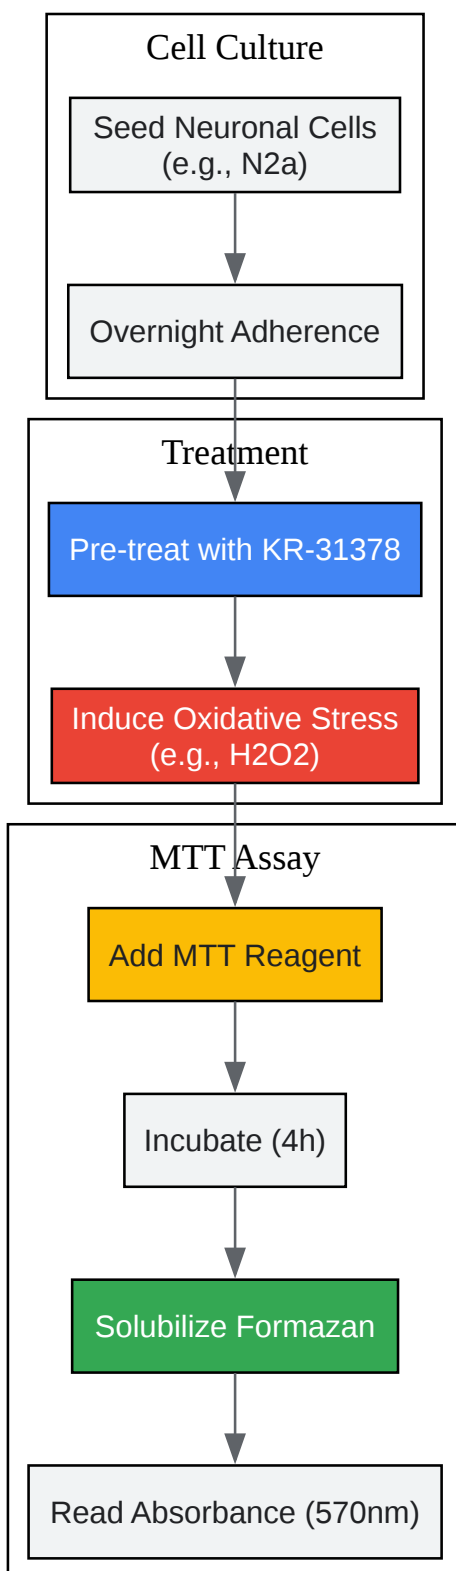 Cell Culture
Seed Neuronal Cells
(e.g., N2a)
Overnight Adherence
Treatment
Pre-treat with KR-31378
Induce Oxidative Stress
(e.g., H2O2)
MTT Assay
Add MTT Reagent
Incubate (4h)
Solubilize Formazan
Read Absorbance (570nm)